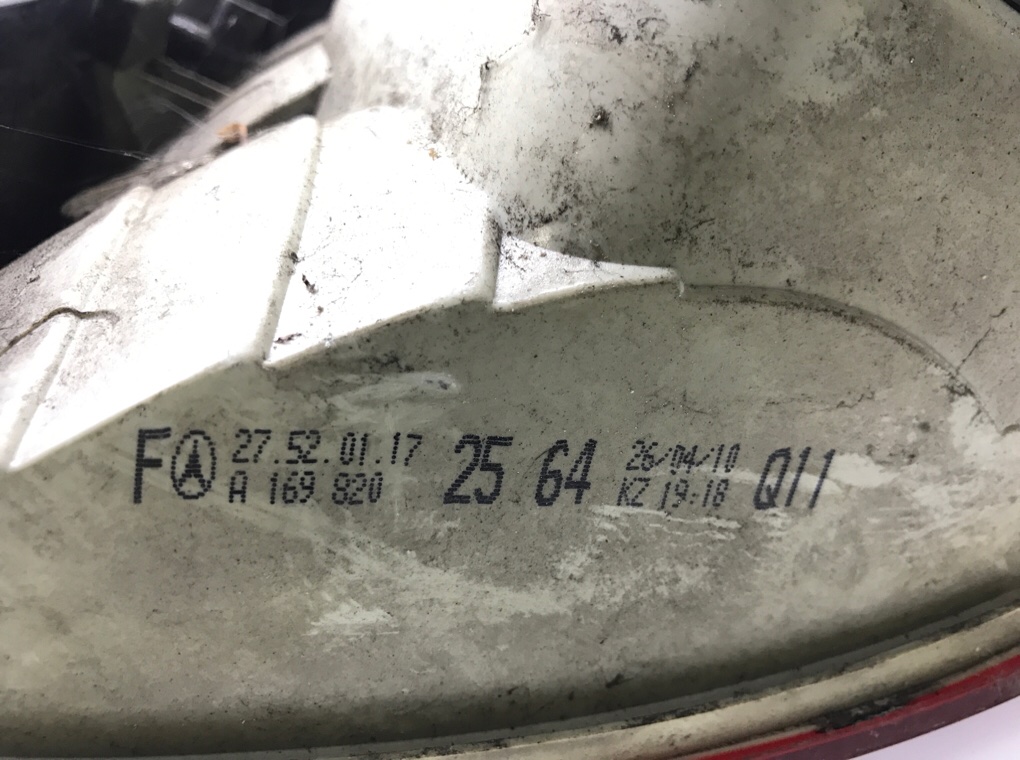 F 27.52.01.17 25 64 26/04/10 Q11
A 169 820 KZ 19:18